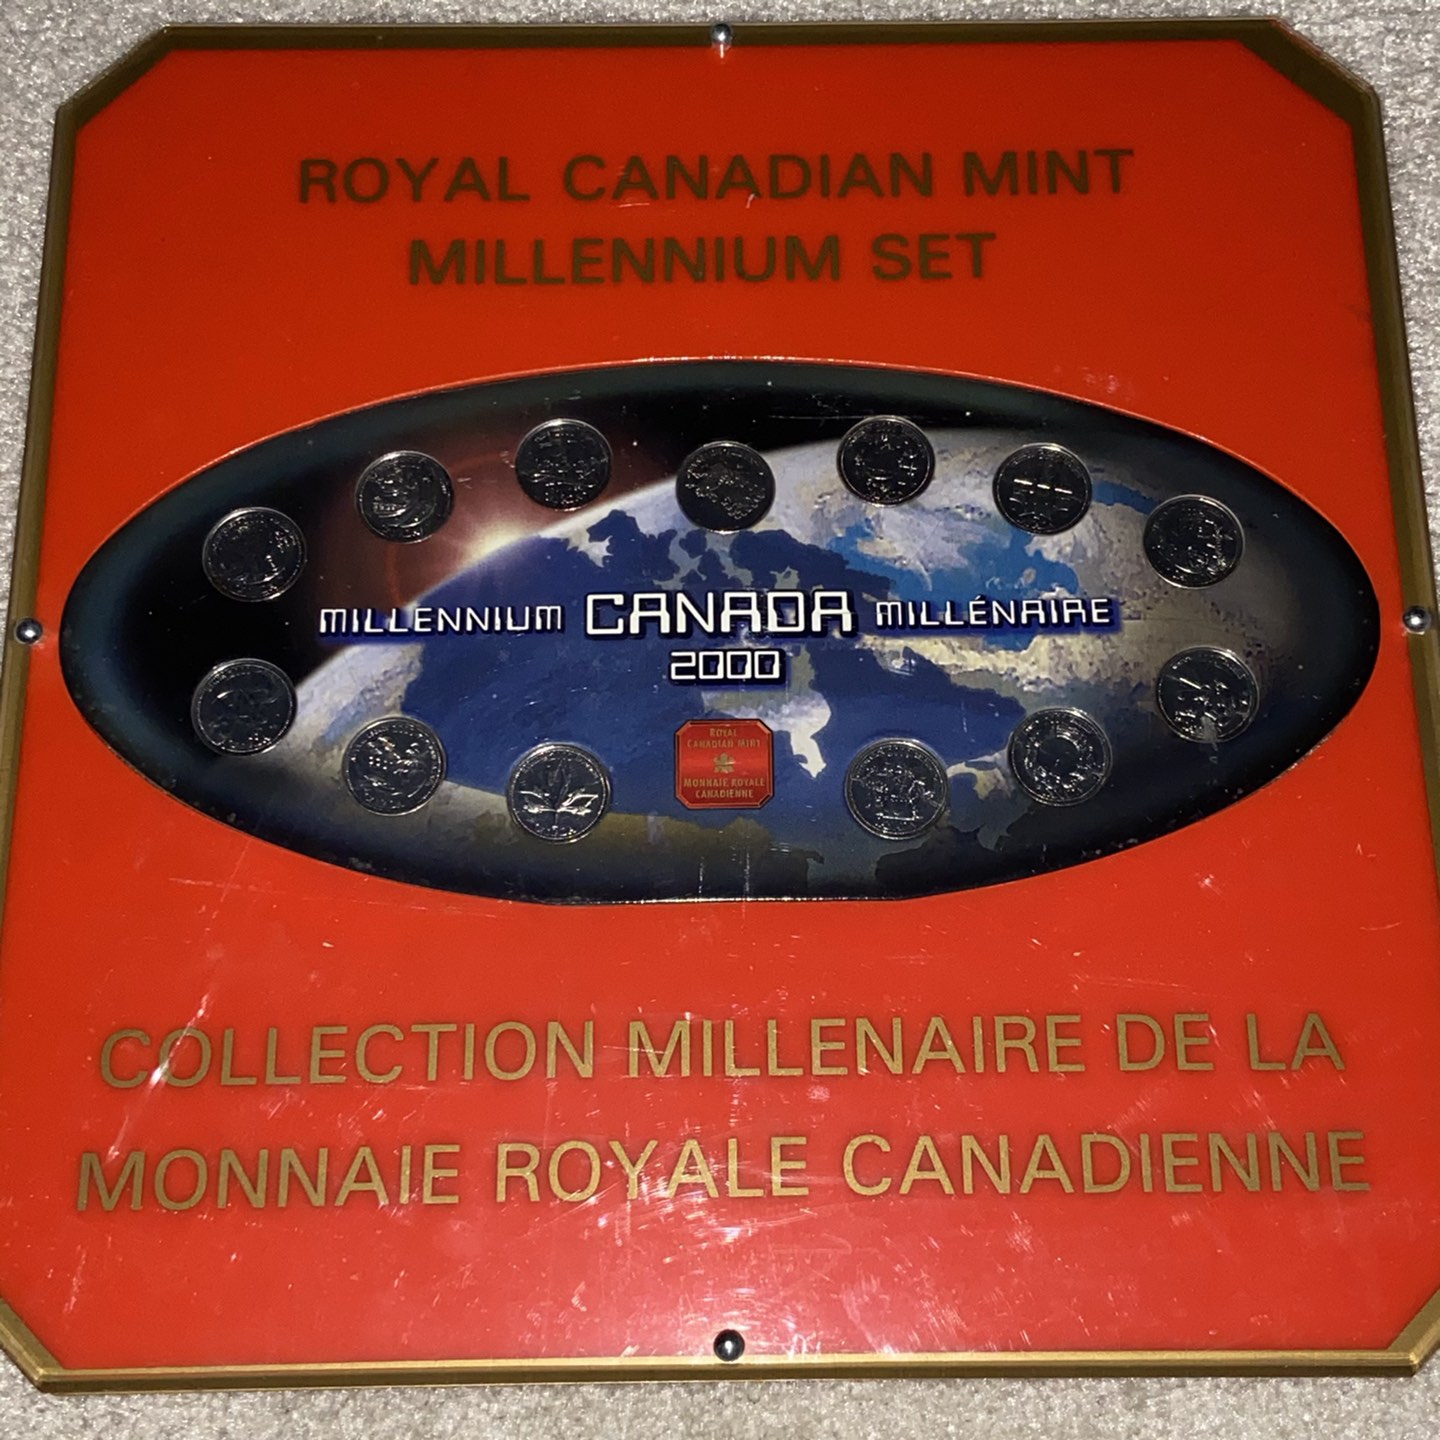 ROYAL CANADIAN MINT
MILLENNIUM SET
MILLENNIUM CANADA MILLÉNAIRE
2000
ROYAL
CANADIAN MINT
MONNAIE ROYALE
CANADIENNE
COLLECTION MILLENAIRE DE LA
MONNAIE ROYALE CANADIENNE